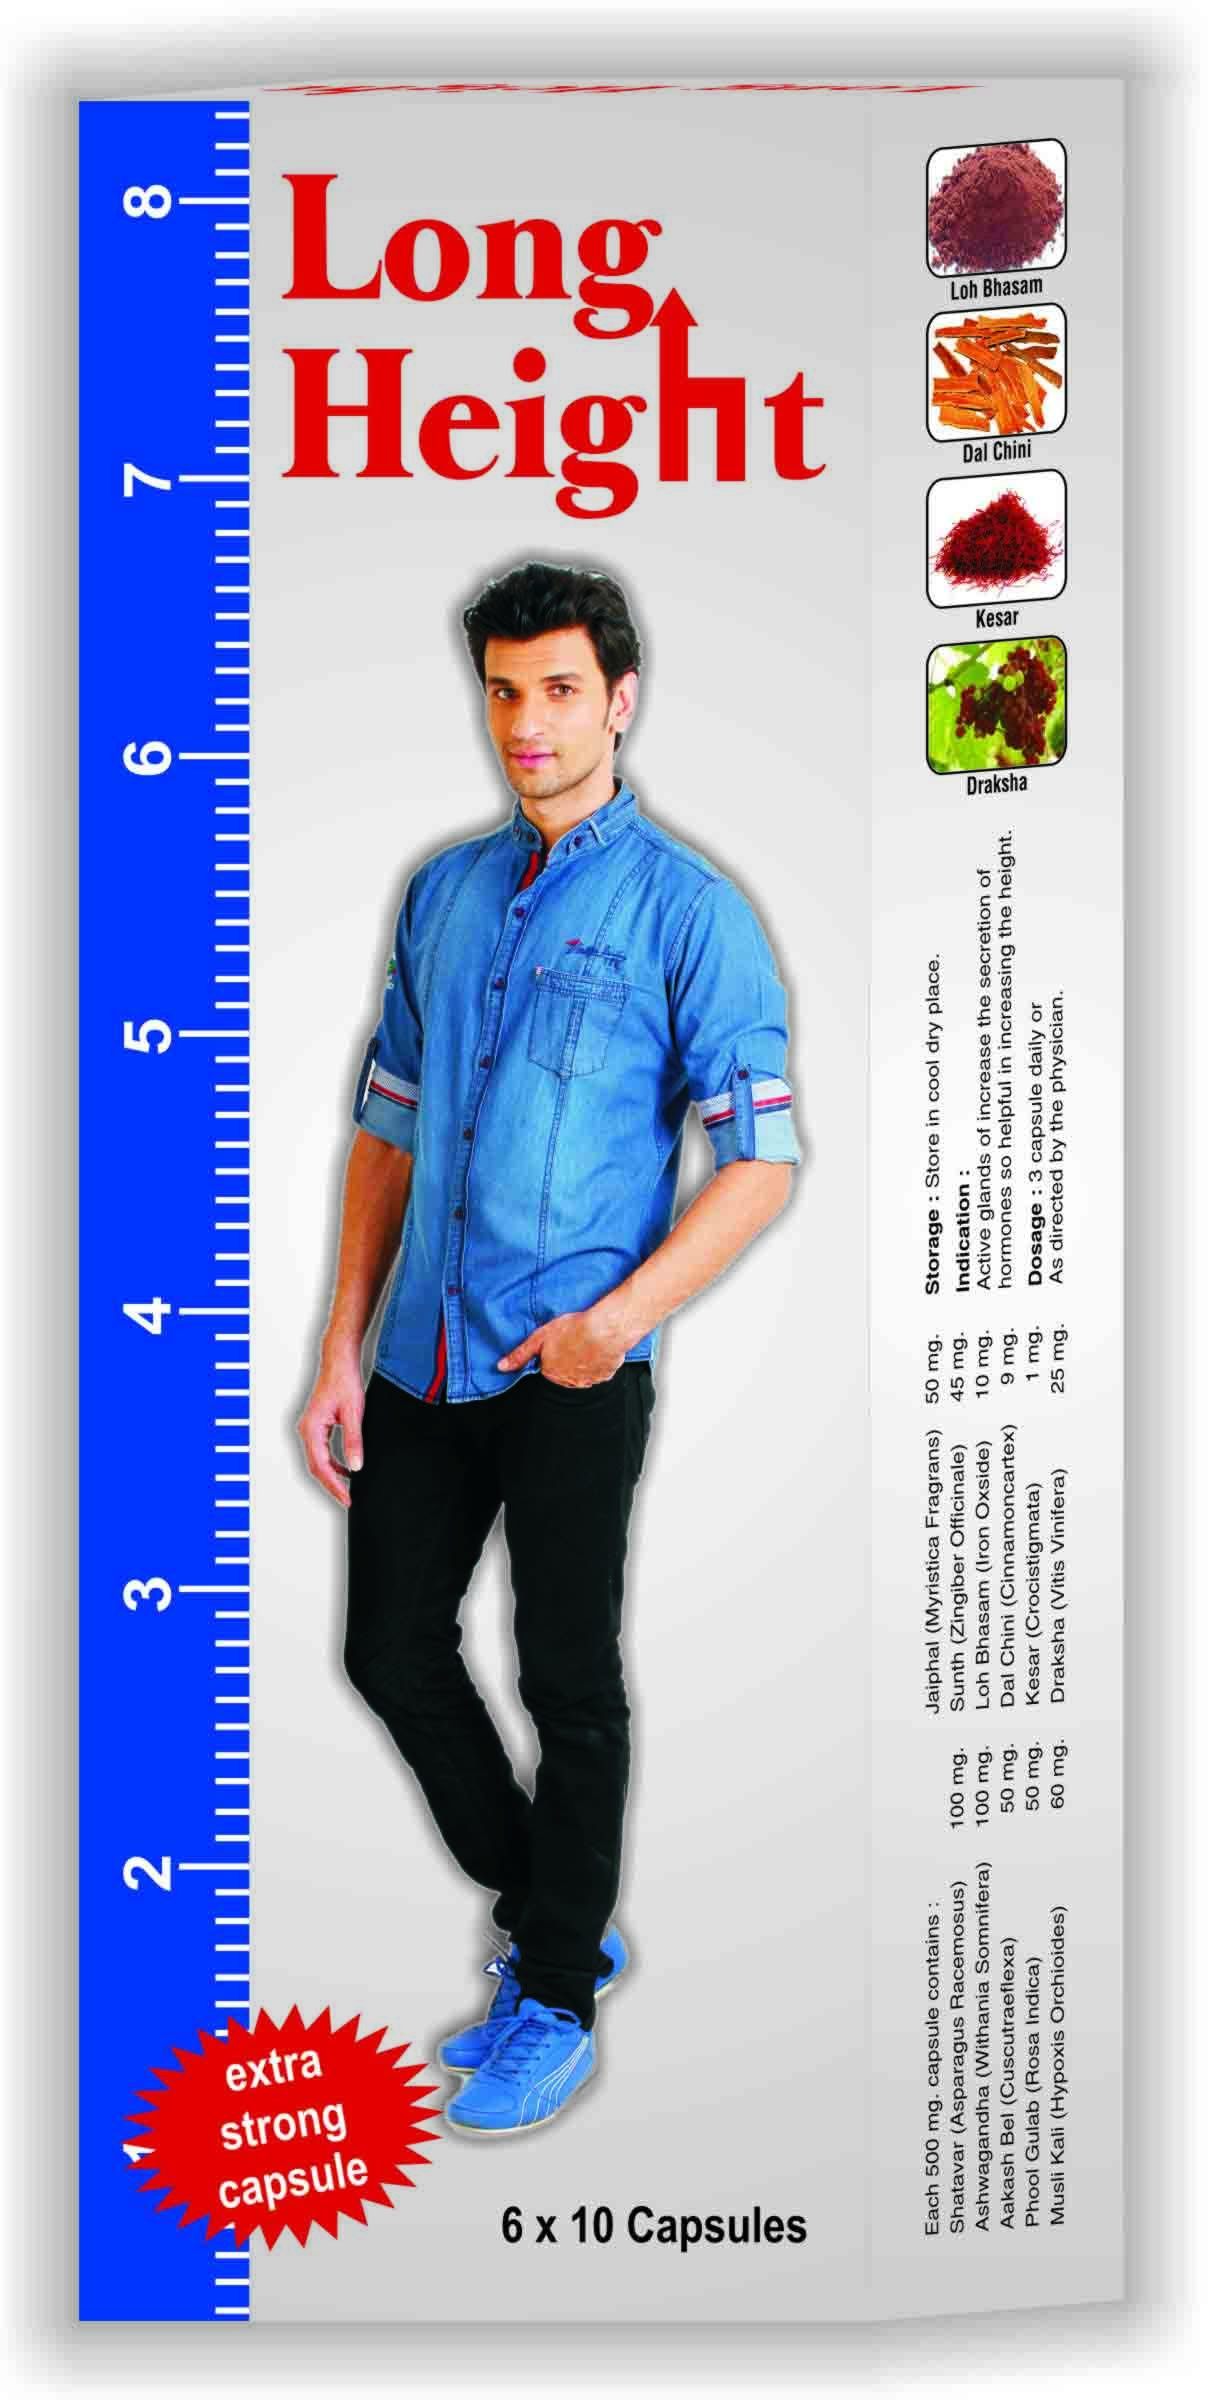 8
7
6
5
4
3
2
1
Long
Height
extra
strong
capsule
6 x 10 Capsules
Loh Bhasam
Dal Chini
Kesar
Draksha
Storage : Store in cool dry place.
Indication :
Active glands of increase the secretion of
hormones so helpful in increasing the height.
Dosage : 3 capsule daily or
As directed by the physician.
Each 500 mg. capsule contains :
Shatavar (Asparagus Racemosus) 100 mg.
Ashwagandha (Withania Somnifera) 100 mg.
Aakash Bel (Cuscutraeflexa) 50 mg.
Phool Gulab (Rosa Indica) 50 mg.
Musli Kali (Hypoxis Orchioides) 60 mg.
Jaiphal (Myristica Fragrans) 50 mg.
Sunth (Zingiber Officinale) 45 mg.
Loh Bhasam (Iron Oxside) 10 mg.
Dal Chini (Cinnamoncartex) 9 mg.
Kesar (Crocistigmata) 1 mg.
Draksha (Vitis Vinifera) 25 mg.